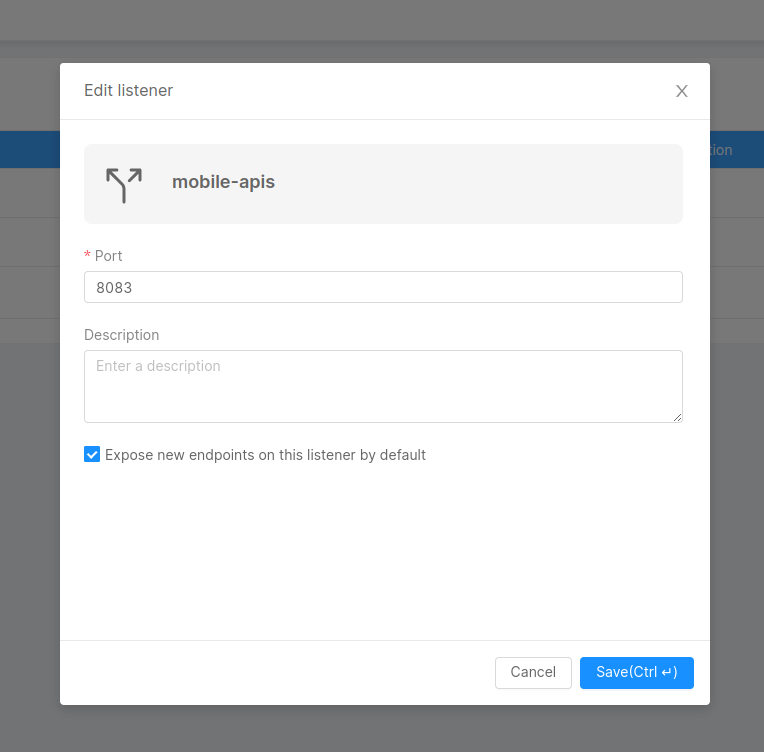 Edit listener
tion
mobile-apis
* Port
8083
Description
Enter a description
Expose new endpoints on this listener by default
Cancel
Save(Ctrl ↵)